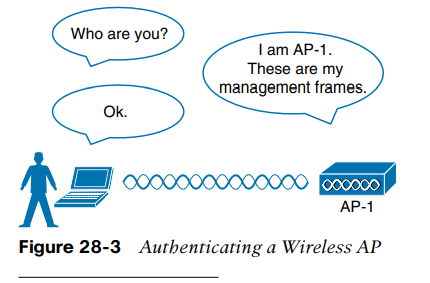 Who are you?
I am AP-1.
These are my
management frames.
Ok.
AP-1
Figure 28-3 Authenticating a Wireless AP